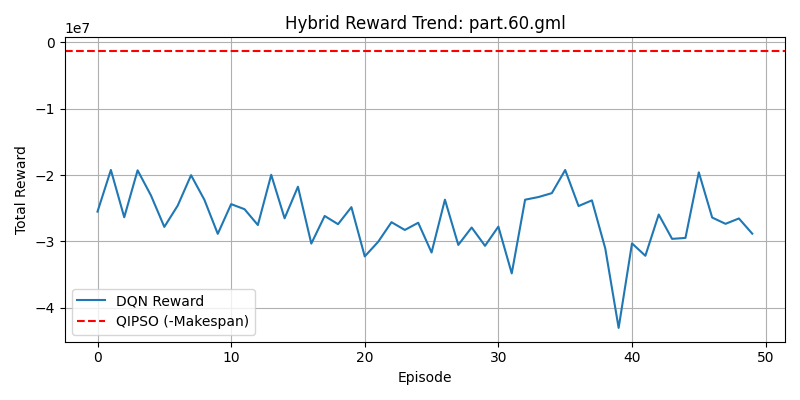 Hybrid Reward Trend: part.60.gml
1e7
0
−1
−2
−3
−4
Total Reward
DQN Reward
QIPSO (-Makespan)
0 10 20 30 40 50
Episode